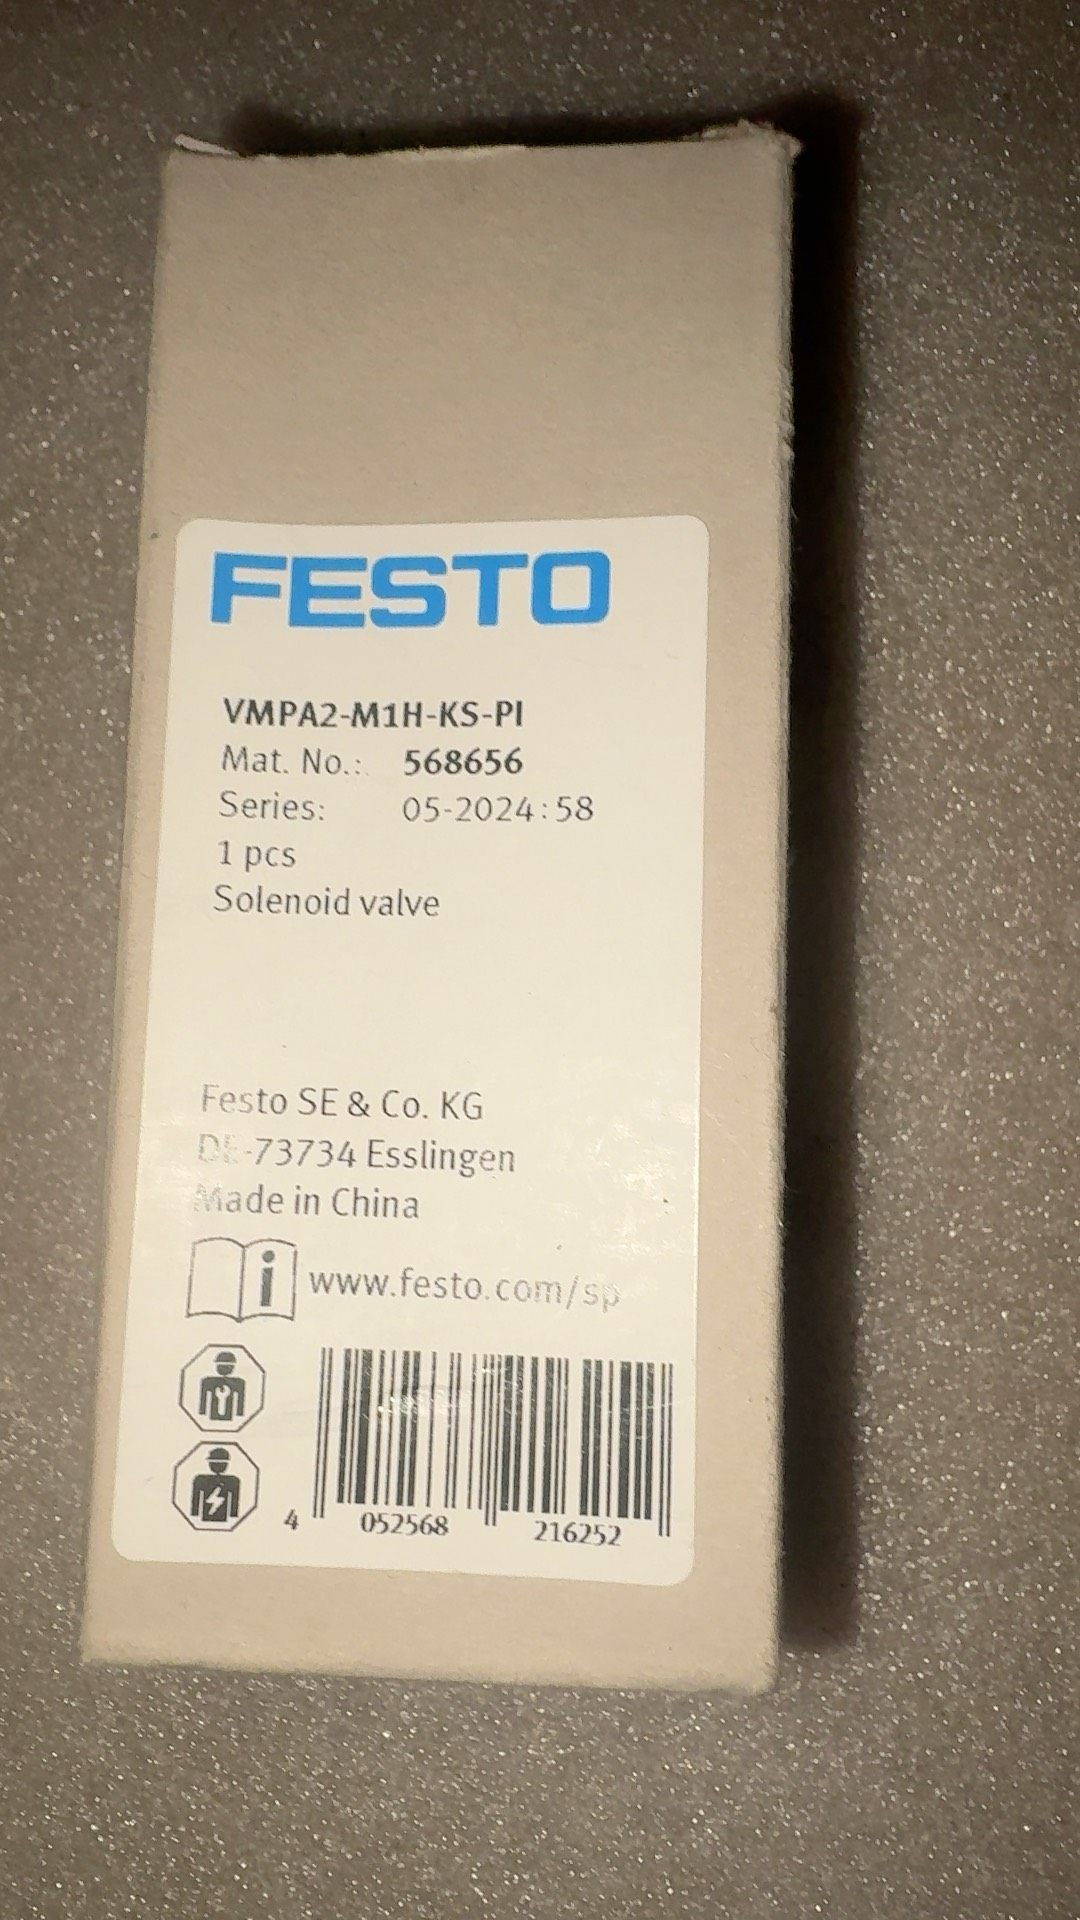 FESTO
VMPA2-M1H-KS-PI
Mat. No.: 568656
Series: 05-2024:58
1 pcs
Solenoid valve
Festo SE & Co. KG
DE-73734 Esslingen
Made in China
www.festo.com/sp
4 052568 216252